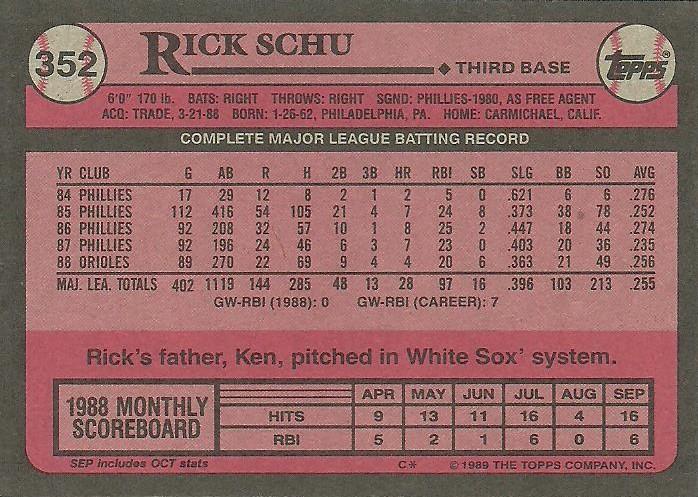 352
RICK SCHU
THIRD BASE
TOPPS®
6'0" 170 lb. BATS: RIGHT THROWS: RIGHT SGND: PHILLIES-1980, AS FREE AGENT
ACQ: TRADE, 3-21-88 BORN: 1-26-62, PHILADELPHIA, PA. HOME: CARMICHAEL, CALIF.
COMPLETE MAJOR LEAGUE BATTING RECORD
YR CLUB G AB R H 2B 3B HR RBI SB SLG BB SO AVG
84 PHILLIES 17 29 12 8 2 1 2 5 0 .621 6 6 .276
85 PHILLIES 112 416 54 105 21 4 7 24 8 .373 38 78 .252
86 PHILLIES 92 208 32 57 10 1 8 25 2 .447 18 44 .274
87 PHILLIES 92 196 24 46 6 3 7 23 0 .403 20 36 .235
88 ORIOLES 89 270 22 69 9 4 4 20 6 .363 21 49 .256
MAJ. LEA. TOTALS 402 1119 144 285 48 13 28 97 16 .396 103 213 .255
GW-RBI (1988): 0 GW-RBI (CAREER): 7
Rick's father, Ken, pitched in White Sox' system.
1988 MONTHLY SCOREBOARD
APR MAY JUN JUL AUG SEP
HITS 9 13 11 16 4 16
RBI 5 2 1 6 0 6
SEP includes OCT stats C* © 1989 THE TOPPS COMPANY, INC.